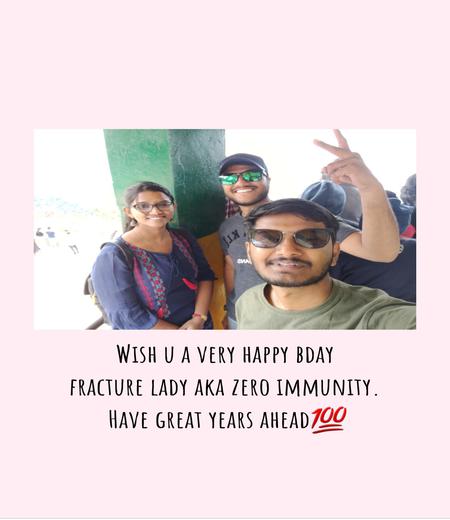 Wish u a very happy bday
fracture lady aka zero immunity.
Have great years ahead💯